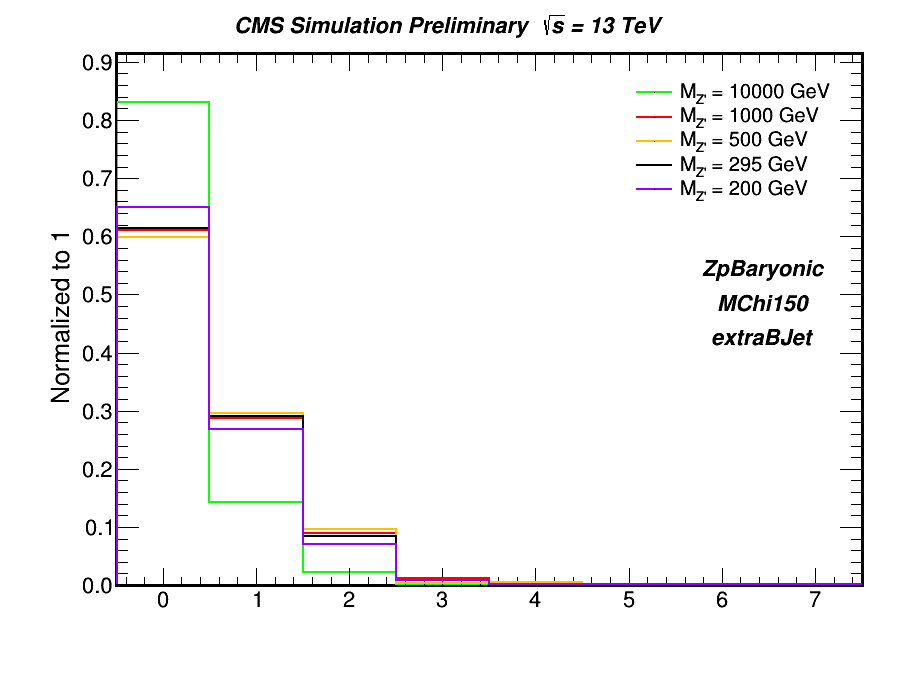 CMS Simulation Preliminary √s = 13 TeV
Normalized to 1
0.9
0.8
0.7
0.6
0.5
0.4
0.3
0.2
0.1
0.0
M_Z' = 10000 GeV
M_Z' = 1000 GeV
M_Z' = 500 GeV
M_Z' = 295 GeV
M_Z' = 200 GeV
ZpBaryonic
MChi150
extraBJet
0 1 2 3 4 5 6 7